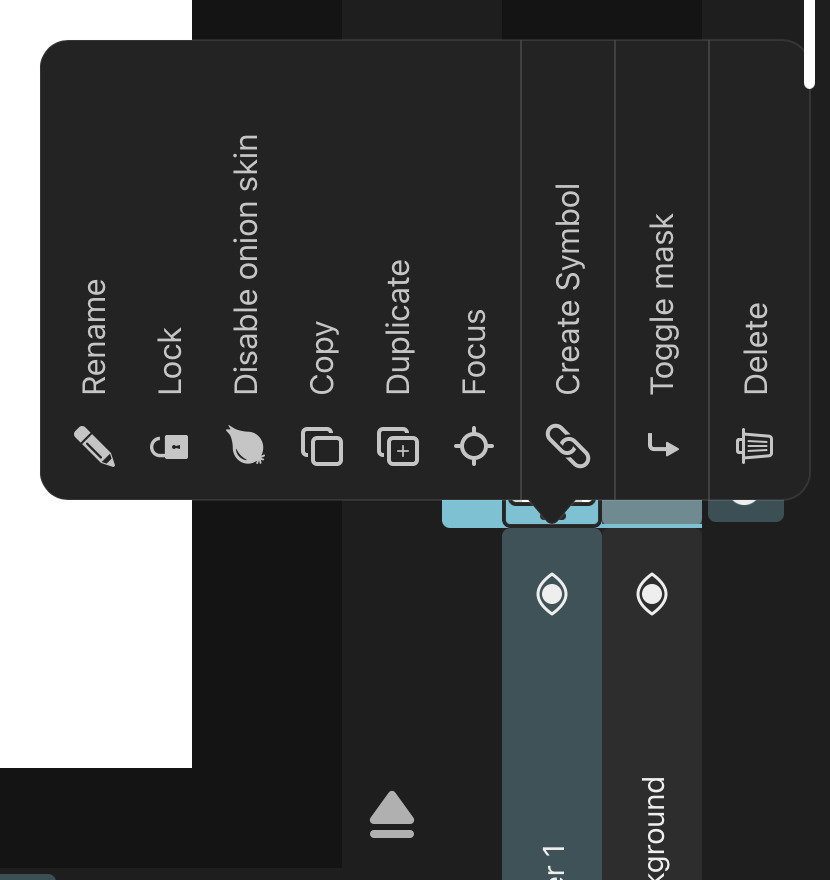 Rename
Lock
Disable onion skin
Copy
Duplicate
Focus
er 1
Create Symbol
kground
Toggle mask
Delete